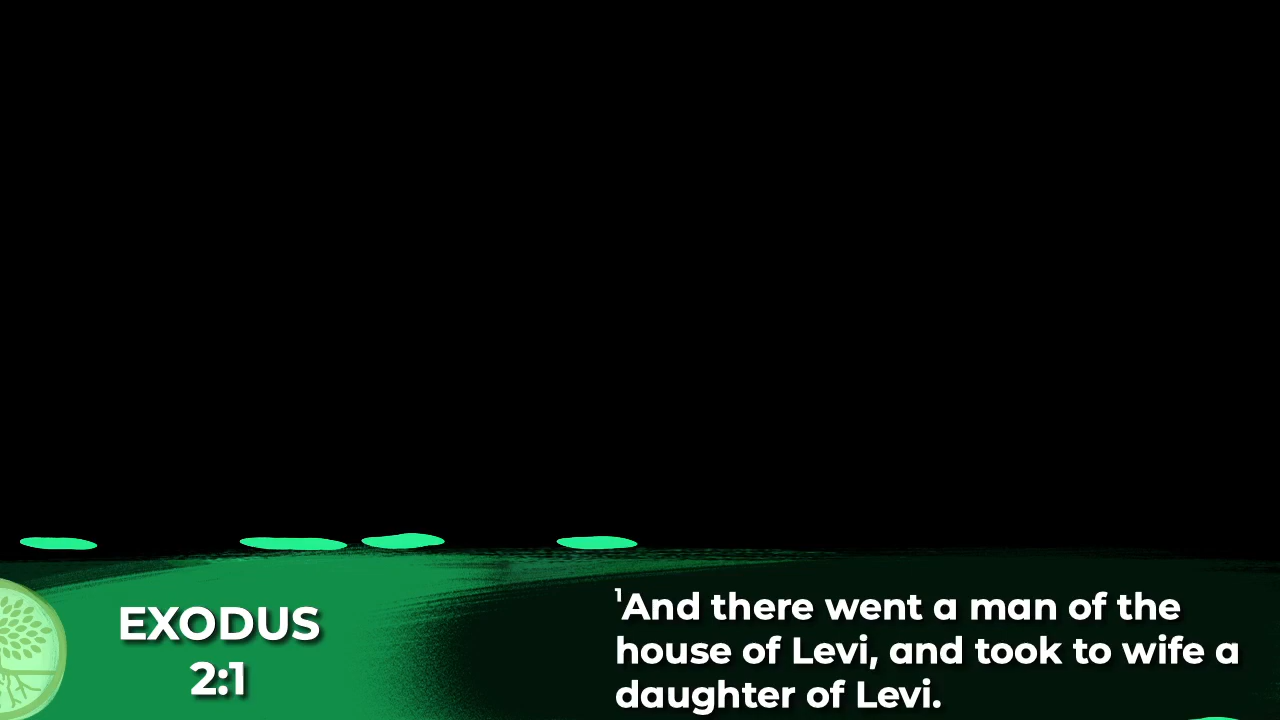 EXODUS
2:1
¹And there went a man of the
house of Levi, and took to wife a
daughter of Levi.